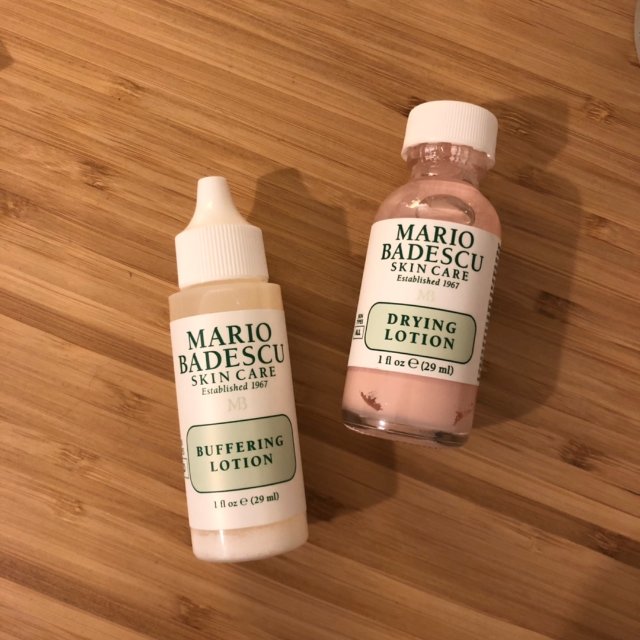 MARIO
BADESCU
SKIN CARE
Established 1967
MB
BUFFERING
LOTION
1 fl oz ℮ (29 ml)
MARIO
BADESCU
SKIN CARE
Established 1967
MB
DRYING
LOTION
1 fl oz ℮ (29 ml)